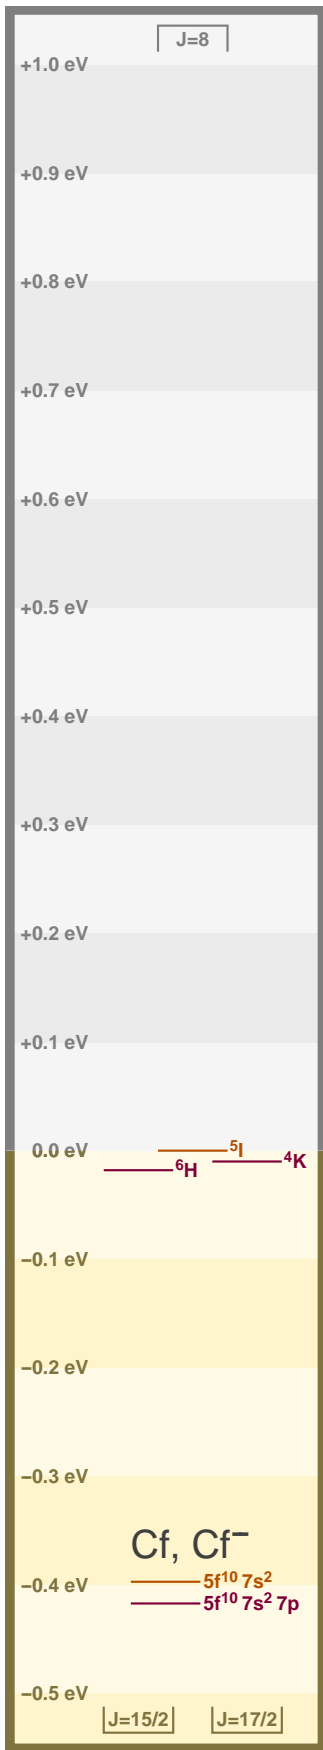 J=8
+1.0 eV
+0.9 eV
+0.8 eV
+0.7 eV
+0.6 eV
+0.5 eV
+0.4 eV
+0.3 eV
+0.2 eV
+0.1 eV
0.0 eV ⁵I
⁶H ⁴K
−0.1 eV
−0.2 eV
−0.3 eV
Cf, Cf⁻
−0.4 eV 5f¹⁰ 7s²
5f¹⁰ 7s² 7p
−0.5 eV
J=15/2 J=17/2